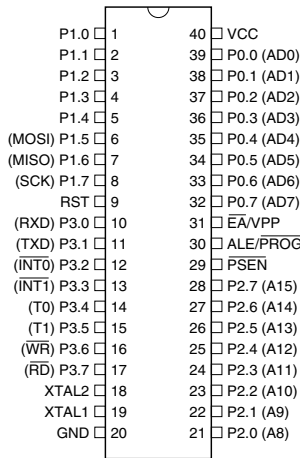 P1.0 1 40 VCC
P1.1 2 39 P0.0 (AD0)
P1.2 3 38 P0.1 (AD1)
P1.3 4 37 P0.2 (AD2)
P1.4 5 36 P0.3 (AD3)
(MOSI) P1.5 6 35 P0.4 (AD4)
(MISO) P1.6 7 34 P0.5 (AD5)
(SCK) P1.7 8 33 P0.6 (AD6)
RST 9 32 P0.7 (AD7)
(RXD) P3.0 10 31 E̅A̅/VPP
(TXD) P3.1 11 30 ALE/P̅R̅O̅G̅
(I̅N̅T̅0̅) P3.2 12 29 P̅S̅E̅N̅
(I̅N̅T̅1̅) P3.3 13 28 P2.7 (A15)
(T0) P3.4 14 27 P2.6 (A14)
(T1) P3.5 15 26 P2.5 (A13)
(W̅R̅) P3.6 16 25 P2.4 (A12)
(R̅D̅) P3.7 17 24 P2.3 (A11)
XTAL2 18 23 P2.2 (A10)
XTAL1 19 22 P2.1 (A9)
GND 20 21 P2.0 (A8)